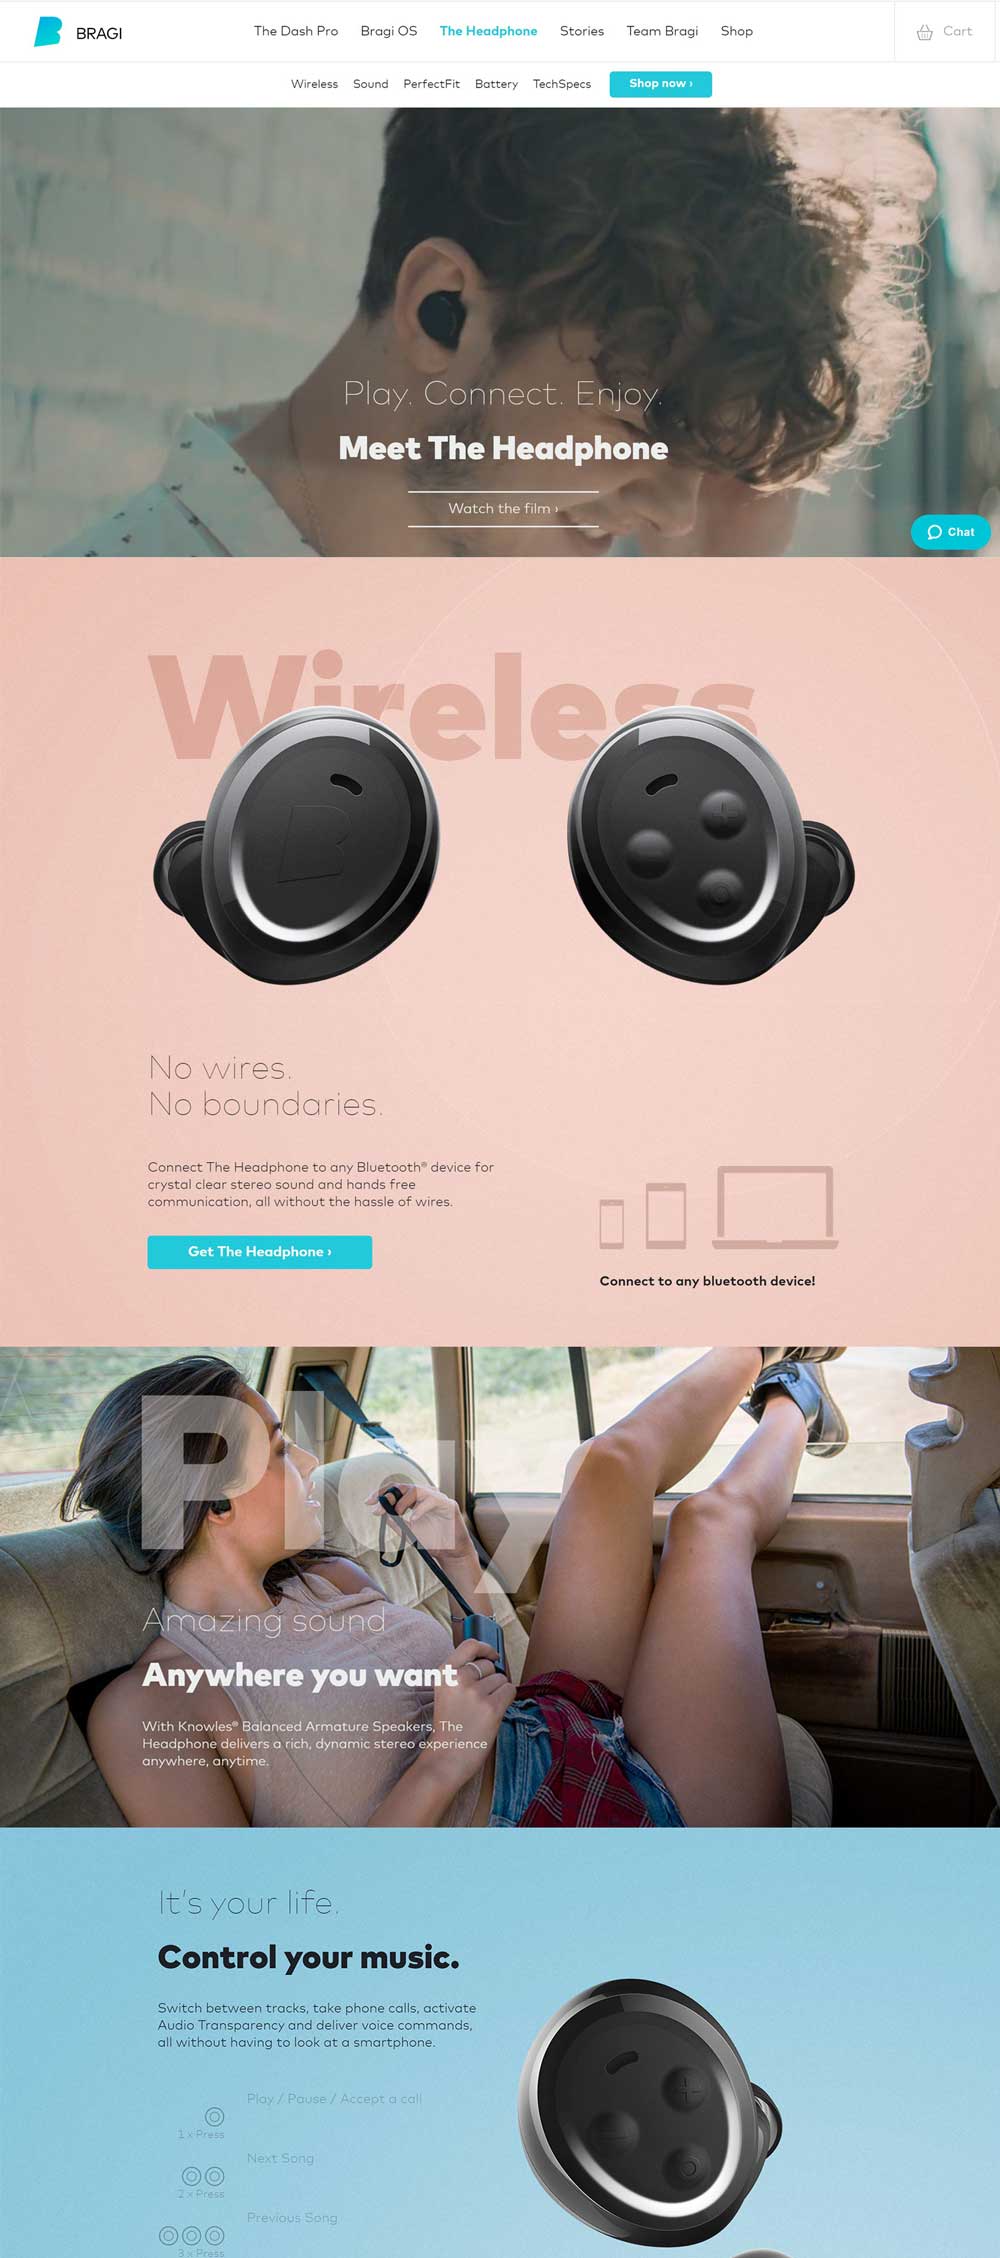 BRAGI
The Dash Pro Bragi OS The Headphone Stories Team Bragi Shop
Cart
Wireless Sound PerfectFit Battery TechSpecs Shop now ›
Play. Connect. Enjoy.
Meet The Headphone
Watch the film ›
Chat
Wireless
B
No wires.
No boundaries.
Connect The Headphone to any Bluetooth® device for
crystal clear stereo sound and hands free
communication, all without the hassle of wires.
Get The Headphone ›
Connect to any bluetooth device!
Play
Amazing sound
Anywhere you want
With Knowles® Balanced Armature Speakers, The
Headphone delivers a rich, dynamic stereo experience
anywhere, anytime.
It's your life.
Control your music.
Switch between tracks, take phone calls, activate
Audio Transparency and deliver voice commands,
all without having to look at a smartphone.
Play / Pause / Accept a call
1 x Press
Next Song
2 x Press
Previous Song
3 x Press